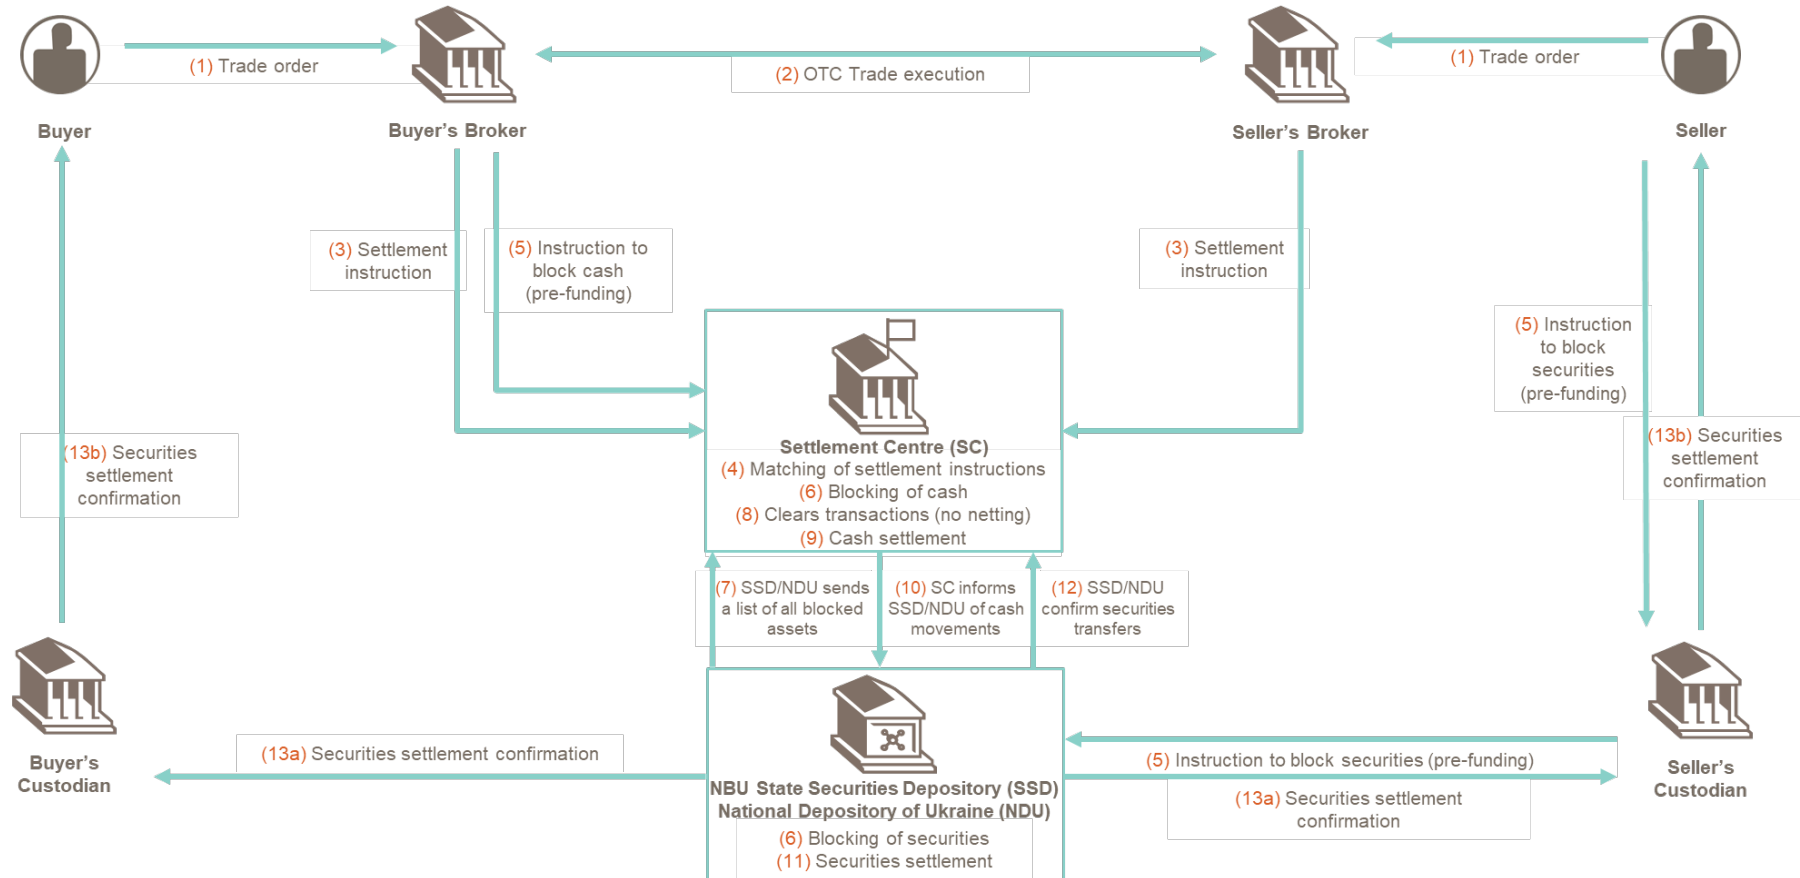 (1) Trade order
(2) OTC Trade execution
(1) Trade order
Buyer
Buyer’s Broker
Seller’s Broker
Seller
(3) Settlement
instruction
(5) Instruction to
block cash
(pre-funding)
(3) Settlement
instruction
(5) Instruction
to block
securities
(pre-funding)
(13b) Securities
settlement
confirmation
(13b) Securities
settlement
confirmation
Settlement Centre (SC)
(4) Matching of settlement instructions
(6) Blocking of cash
(8) Clears transactions (no netting)
(9) Cash settlement
(7) SSD/NDU sends
a list of all blocked
assets
(10) SC informs
SSD/NDU of cash
movements
(12) SSD/NDU
confirm securities
transfers
Buyer’s
Custodian
(13a) Securities settlement confirmation
NBU State Securities Depository (SSD)
National Depository of Ukraine (NDU)
(6) Blocking of securities
(11) Securities settlement
(5) Instruction to block securities (pre-funding)
(13a) Securities settlement
confirmation
Seller’s
Custodian